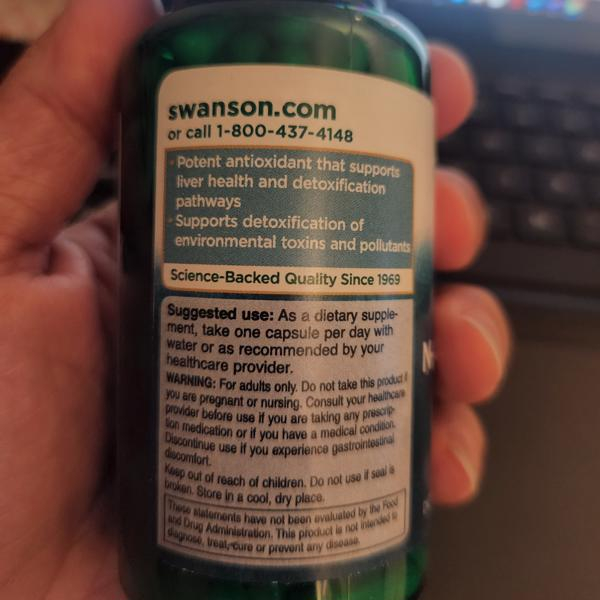 swanson.com
or call 1-800-437-4148
• Potent antioxidant that supports
liver health and detoxification
pathways
• Supports detoxification of
environmental toxins and pollutants
Science-Backed Quality Since 1969
Suggested use: As a dietary supple-
ment, take one capsule per day with
water or as recommended by your
healthcare provider.
WARNING: For adults only. Do not take this product if
you are pregnant or nursing. Consult your healthcare
provider before use if you are taking any prescrip-
tion medication or if you have a medical condition.
Discontinue use if you experience gastrointestinal
discomfort.
Keep out of reach of children. Do not use if seal is
broken. Store in a cool, dry place.
These statements have not been evaluated by the Food
and Drug Administration. This product is not intended to
diagnose, treat, cure or prevent any disease.